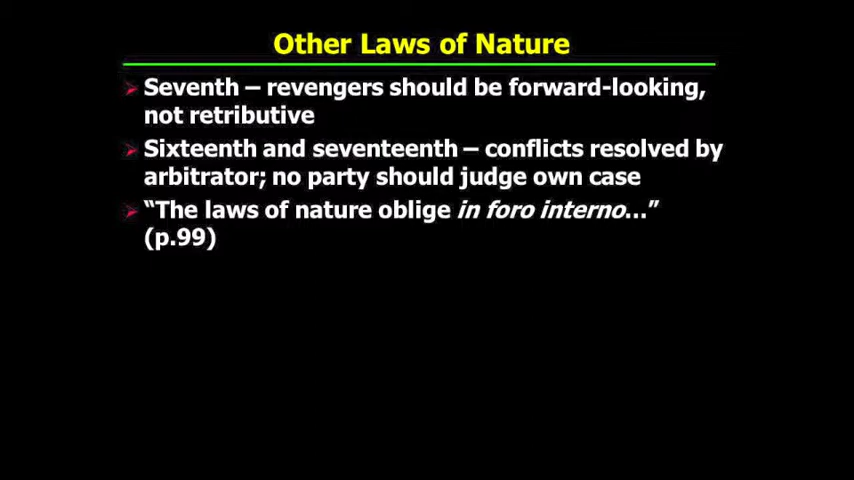 Other Laws of Nature
Seventh – revengers should be forward-looking,
not retributive
Sixteenth and seventeenth – conflicts resolved by
arbitrator; no party should judge own case
“The laws of nature oblige in foro interno…”
(p.99)